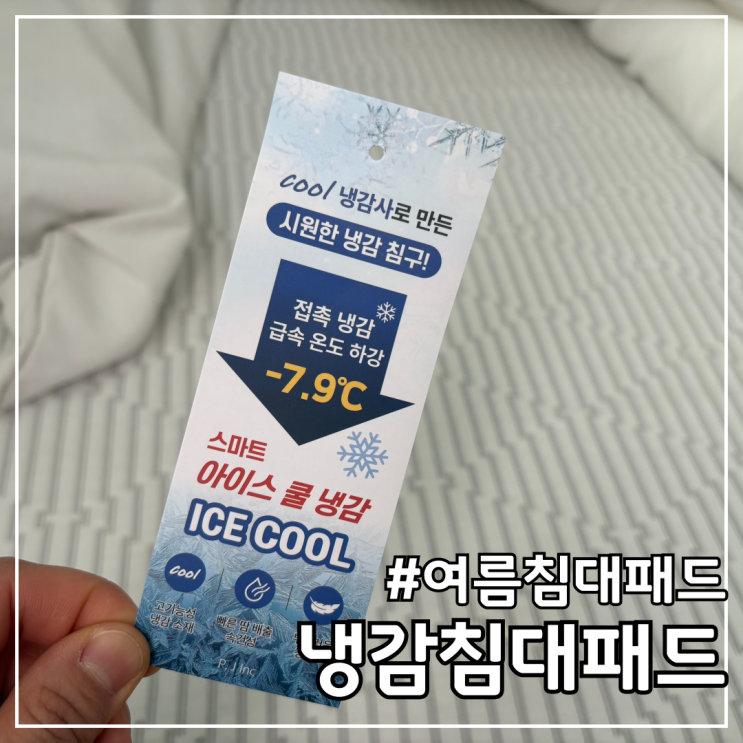 cool 냉감사로 만든
시원한 냉감 침구!
접촉 냉감
급속 온도 하강
-7.9℃
스마트
아이스 쿨 냉감
ICE COOL
cool
고기능성
냉감 소재
빠른 땀 배출
속건성
P.J Inc
#여름침대패드
냉감침대패드